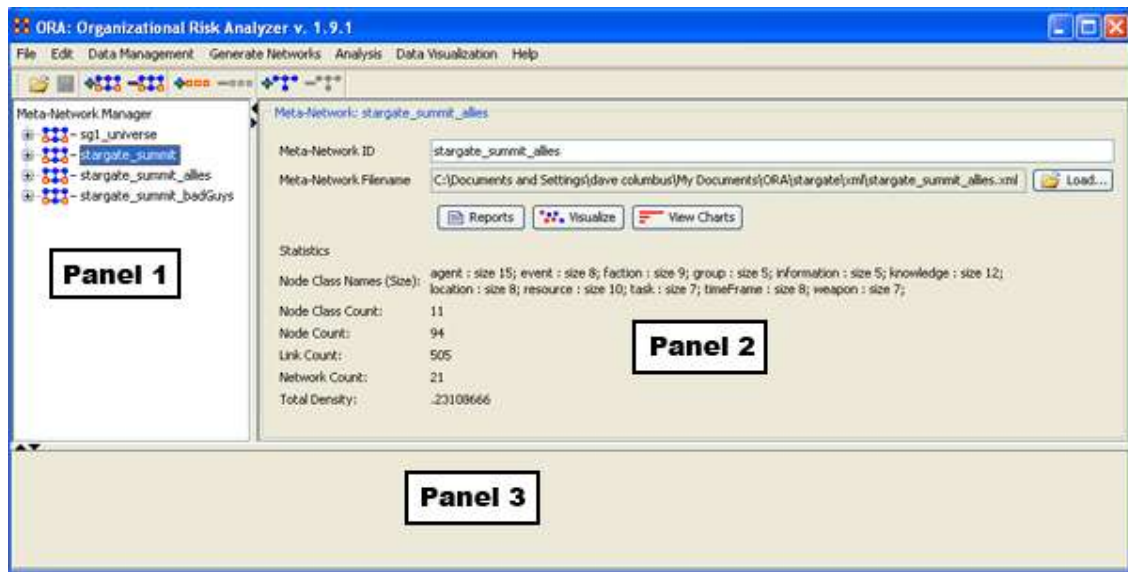 ORA: Organizational Risk Analyzer v. 1.9.1
File Edit Data Management Generate Networks Analysis Data Visualization Help
Meta-Network Manager
sg1_universe
stargate_summit
stargate_summit_allies
stargate_summit_badGuys
Panel 1
Meta-Network: stargate_summit_allies
Meta-Network ID stargate_summit_allies
Meta-Network Filename C:\Documents and Settings\dave columbus\My Documents\ORA\stargate\xml\stargate_summit_allies.xml Load...
Reports Visualize View Charts
Statistics
Node Class Names (Size): agent : size 15; event : size 8; faction : size 9; group : size 5; information : size 5; knowledge : size 12;
location : size 8; resource : size 10; task : size 7; timeFrame : size 8; weapon : size 7;
Node Class Count: 11
Node Count: 94
Link Count: 505
Network Count: 21
Total Density: .23108666
Panel 2
Panel 3